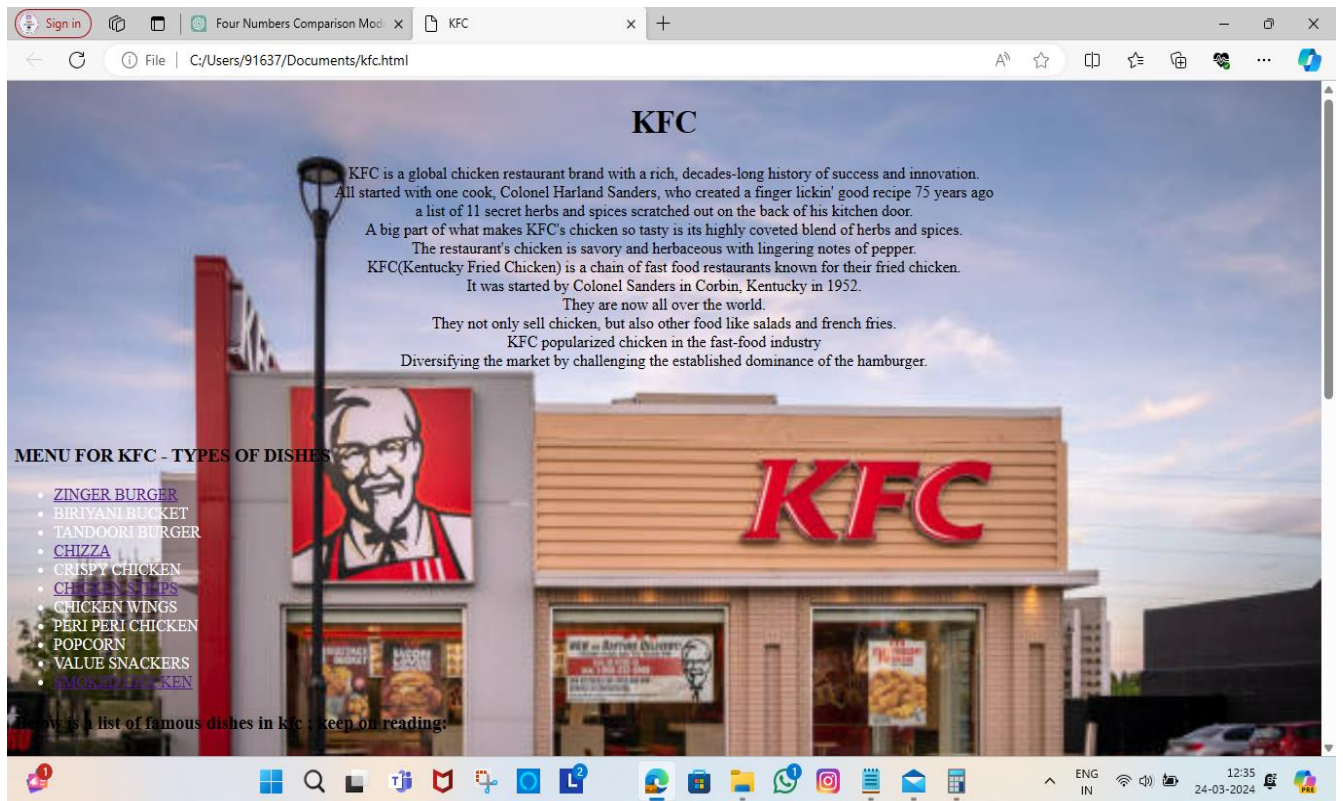 Sign in
Four Numbers Comparison Mod
KFC
File
C:/Users/91637/Documents/kfc.html
KFC
KFC is a global chicken restaurant brand with a rich, decades-long history of success and innovation.
All started with one cook, Colonel Harland Sanders, who created a finger lickin' good recipe 75 years ago
a list of 11 secret herbs and spices scratched out on the back of his kitchen door.
A big part of what makes KFC's chicken so tasty is its highly coveted blend of herbs and spices.
The restaurant's chicken is savory and herbaceous with lingering notes of pepper.
KFC(Kentucky Fried Chicken) is a chain of fast food restaurants known for their fried chicken.
It was started by Colonel Sanders in Corbin, Kentucky in 1952.
They are now all over the world.
They not only sell chicken, but also other food like salads and french fries.
KFC popularized chicken in the fast-food industry
Diversifying the market by challenging the established dominance of the hamburger.
KFC
MENU FOR KFC - TYPES OF DISHES
ZINGER BURGER
BIRIYANI BUCKET
TANDOORI BURGER
CHIZZA
CRISPY CHICKEN
CHICKEN STRIPS
CHICKEN WINGS
PERI PERI CHICKEN
POPCORN
VALUE SNACKERS
SMOKED CHICKEN
Below is a list of famous dishes in kfc ; keep on reading:
1
2
1
ENG
IN
12:35
24-03-2024
PRE